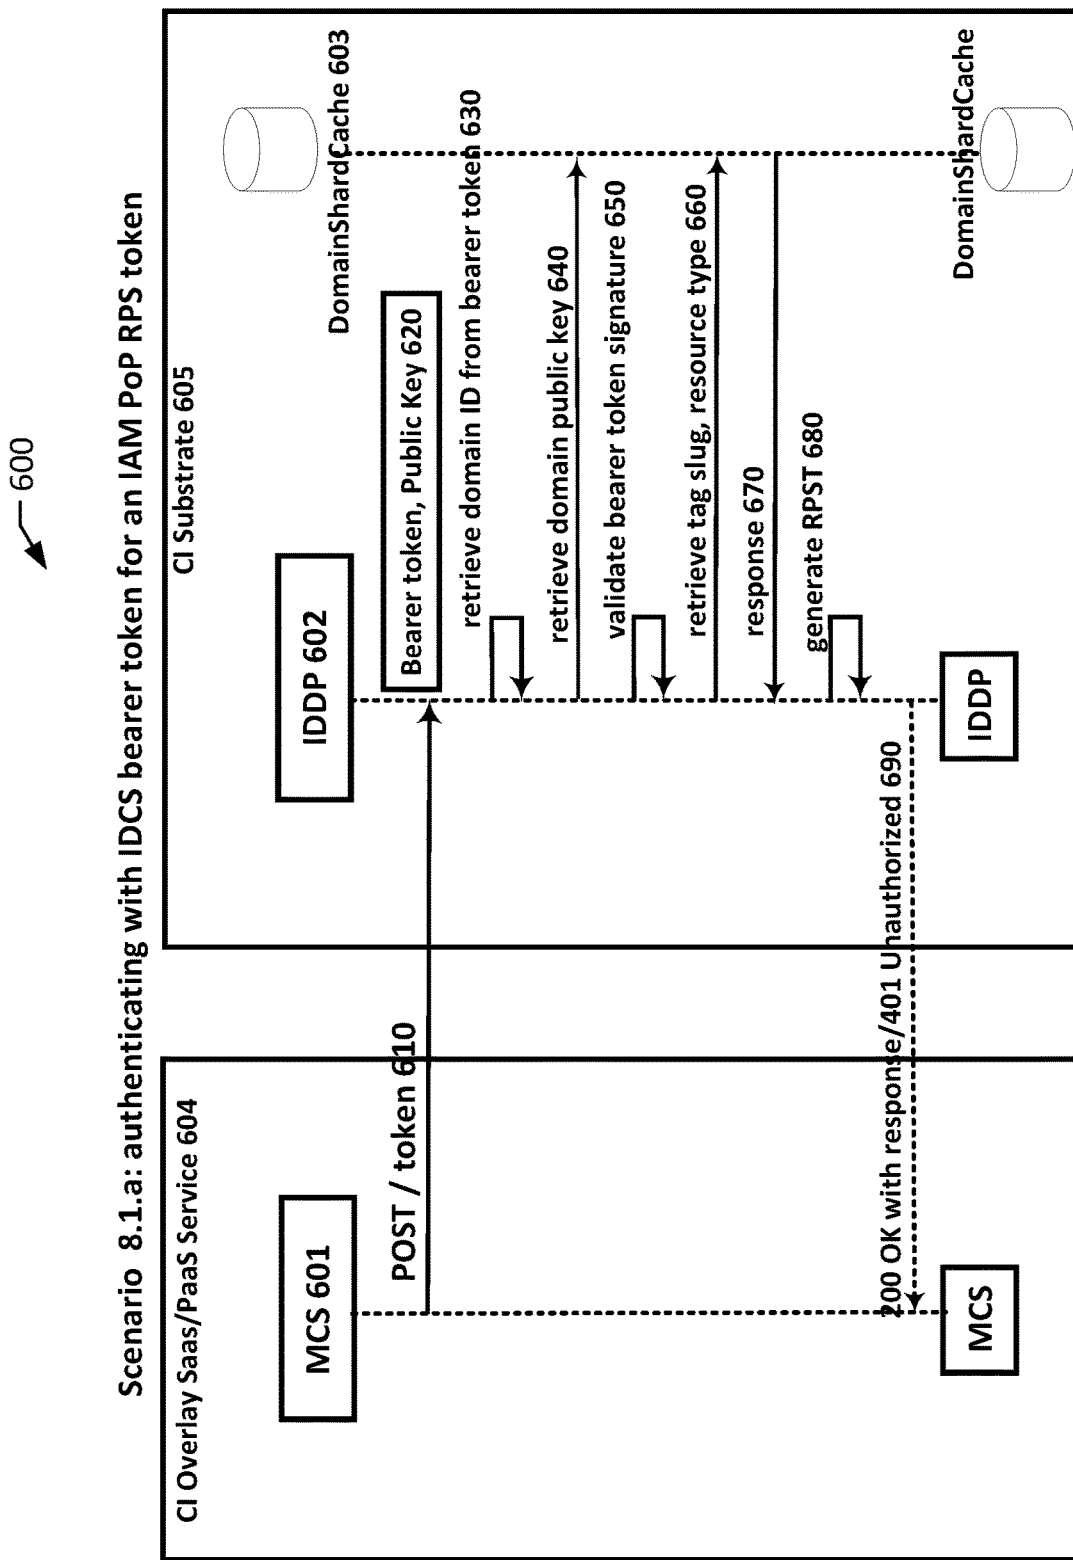 600
Scenario 8.1.a: authenticating with IDCS bearer token for an IAM PoP RPS token
CI Overlay Saas/PaaS Service 604
CI Substrate 605
MCS 601
IDDP 602
DomainShardCache 603
POST / token 610
Bearer token, Public Key 620
retrieve domain ID from bearer token 630
retrieve domain public key 640
validate bearer token signature 650
retrieve tag slug, resource type 660
response 670
generate RPST 680
200 OK with response/401 Unauthorized 690
MCS
IDDP
DomainShardCache